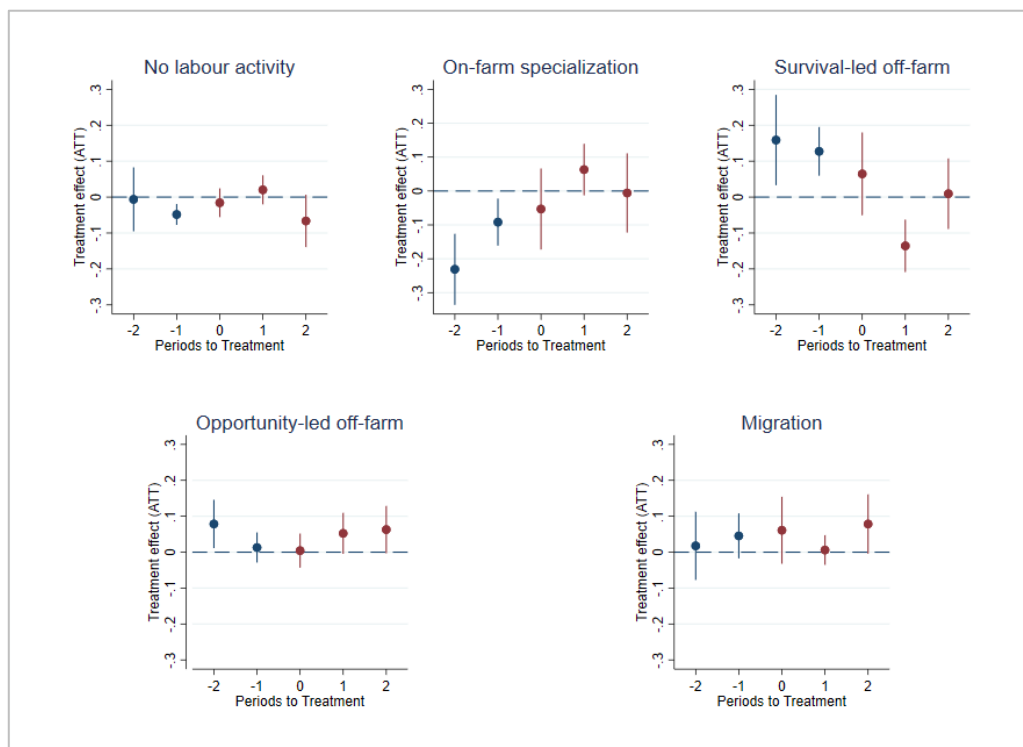 No labour activity
Treatment effect (ATT)
.3
.2
.1
0
-.1
-.2
-.3
-2 -1 0 1 2
Periods to Treatment
On-farm specialization
Treatment effect (ATT)
.3
.2
.1
0
-.1
-.2
-.3
-2 -1 0 1 2
Periods to Treatment
Survival-led off-farm
Treatment effect (ATT)
.3
.2
.1
0
-.1
-.2
-.3
-2 -1 0 1 2
Periods to Treatment
Opportunity-led off-farm
Treatment effect (ATT)
.3
.2
.1
0
-.1
-.2
-.3
-2 -1 0 1 2
Periods to Treatment
Migration
Treatment effect (ATT)
.3
.2
.1
0
-.1
-.2
-.3
-2 -1 0 1 2
Periods to Treatment